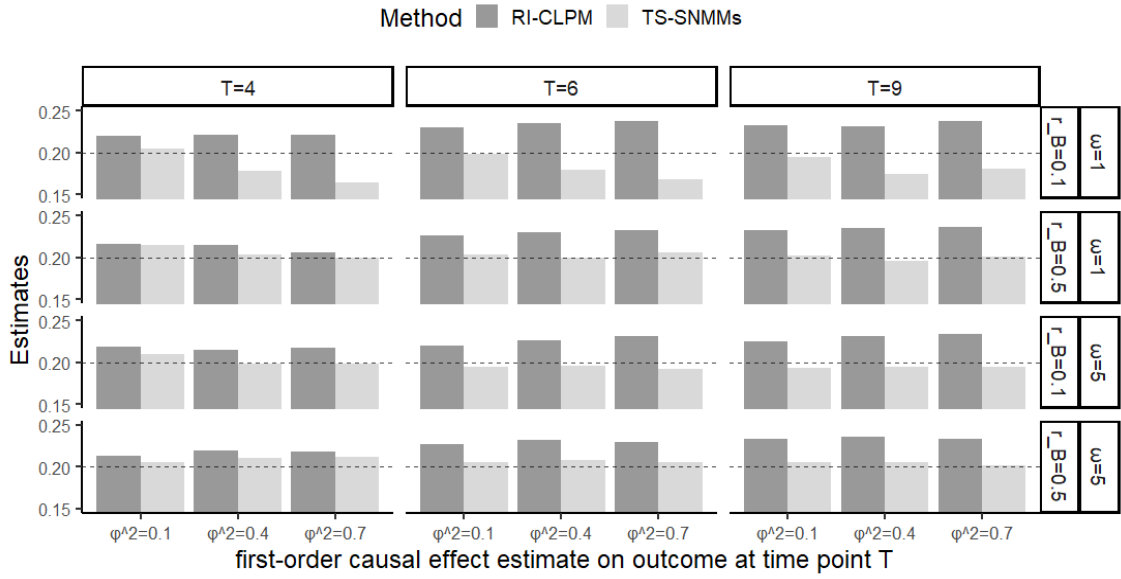 Method RI-CLPM TS-SNMMs
T=4 T=6 T=9
0.25
0.20
0.15
r_B=0.1
ω=1
0.25
0.20
0.15
r_B=0.5
ω=1
0.25
0.20
0.15
r_B=0.1
ω=5
0.25
0.20
0.15
r_B=0.5
ω=5
Estimates
φ^2=0.1 φ^2=0.4 φ^2=0.7 φ^2=0.1 φ^2=0.4 φ^2=0.7 φ^2=0.1 φ^2=0.4 φ^2=0.7
first-order causal effect estimate on outcome at time point T